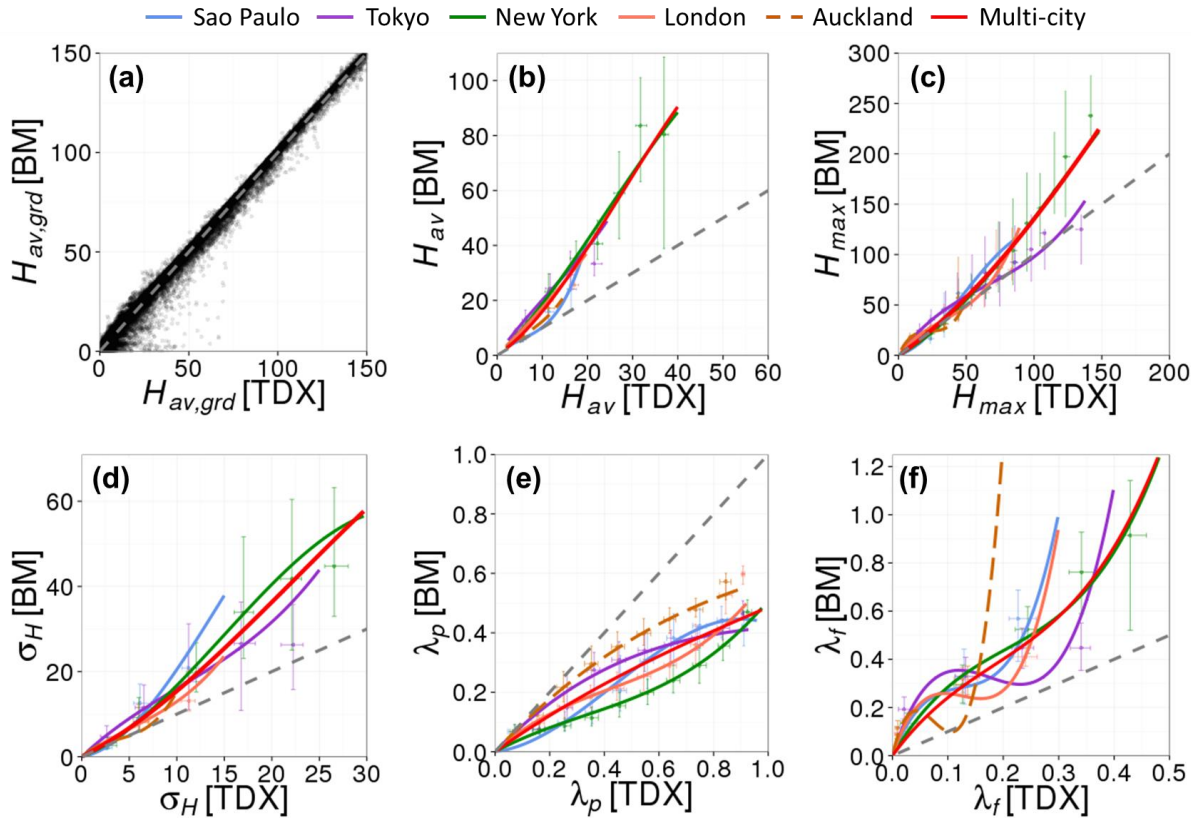 Sao Paulo Tokyo New York London Auckland Multi-city
(a)
150
100
50
0
H_av,grd [BM]
0 50 100 150
H_av,grd [TDX]
(b)
100
80
60
40
20
0
H_av [BM]
0 10 20 30 40 50 60
H_av [TDX]
(c)
300
250
200
150
100
50
0
H_max [BM]
0 50 100 150 200
H_max [TDX]
(d)
60
40
20
0
σ_H [BM]
0 5 10 15 20 25 30
σ_H [TDX]
(e)
1.0
0.8
0.6
0.4
0.2
0.0
λ_p [BM]
0.0 0.2 0.4 0.6 0.8 1.0
λ_p [TDX]
(f)
1.2
1.0
0.8
0.6
0.4
0.2
0.0
λ_f [BM]
0.0 0.1 0.2 0.3 0.4 0.5
λ_f [TDX]